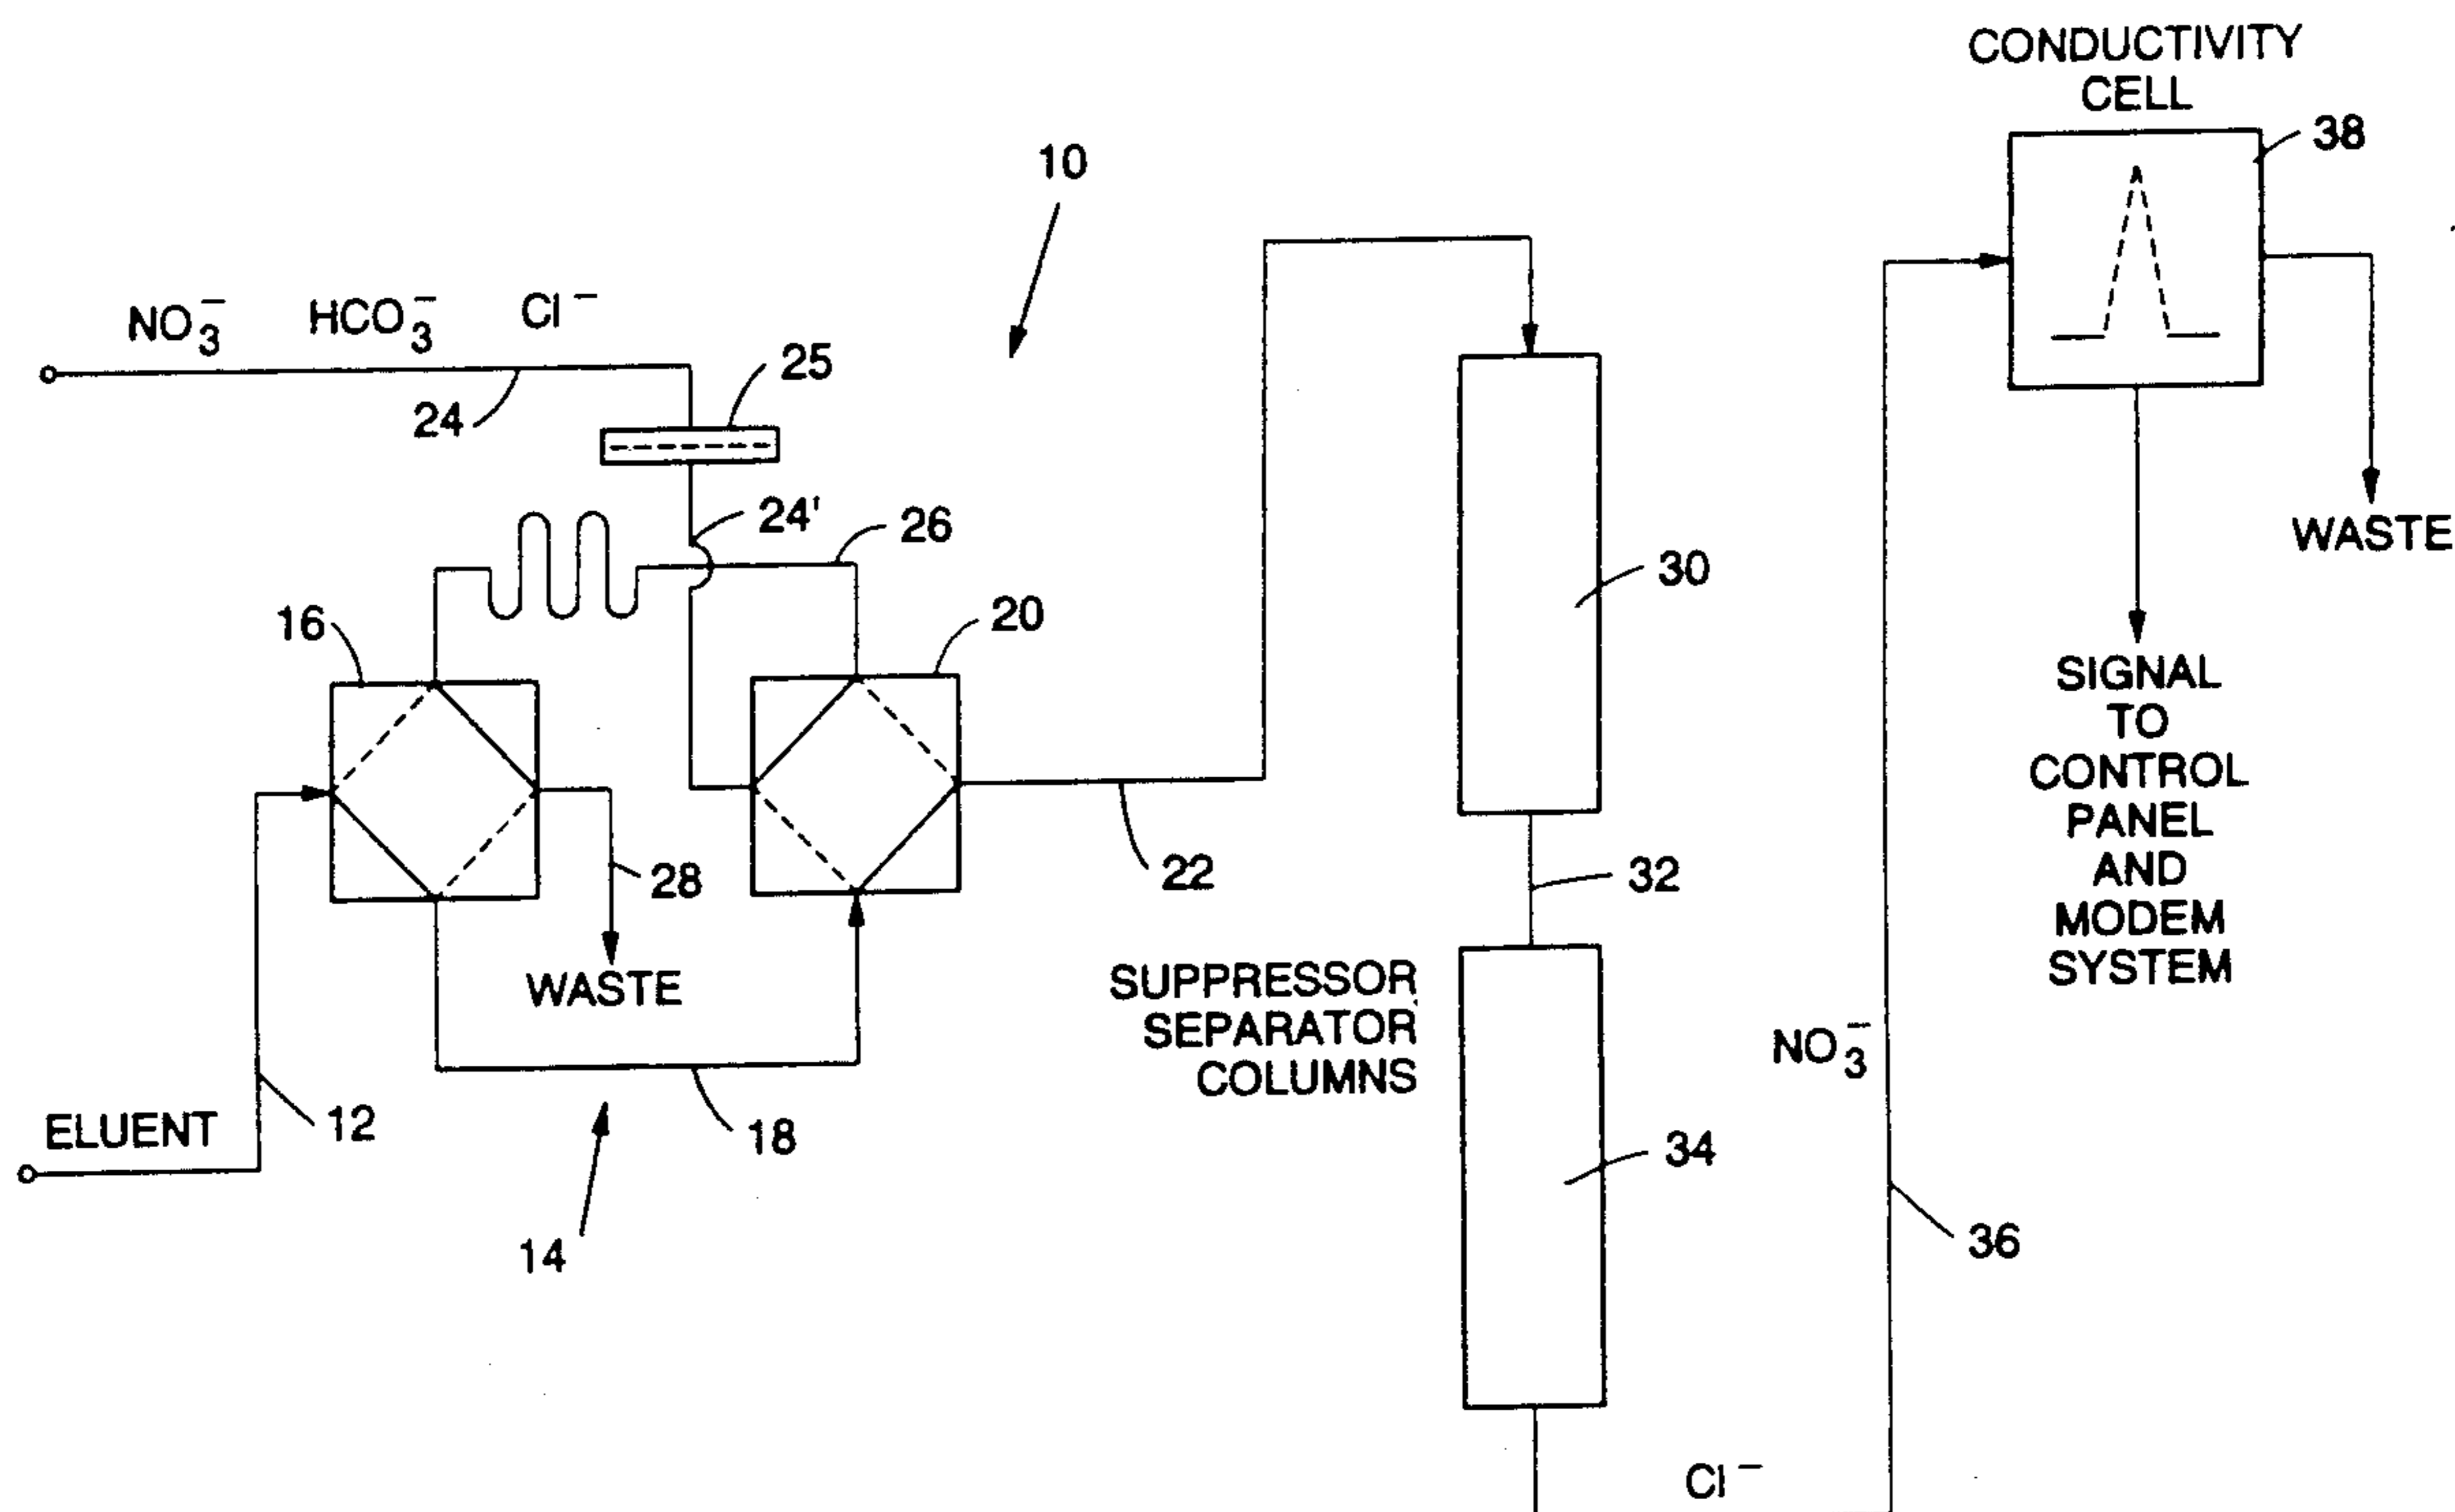 CONDUCTIVITY
CELL
38
10
NO₃⁻ HCO₃⁻ Cl⁻
25
24
24'
26
WASTE
30
16
20
SIGNAL
TO
CONTROL
PANEL
AND
MODEM
SYSTEM
28
22
32
WASTE
SUPPRESSOR
SEPARATOR
COLUMNS
NO₃⁻
ELUENT
12
18
34
14
36
Cl⁻